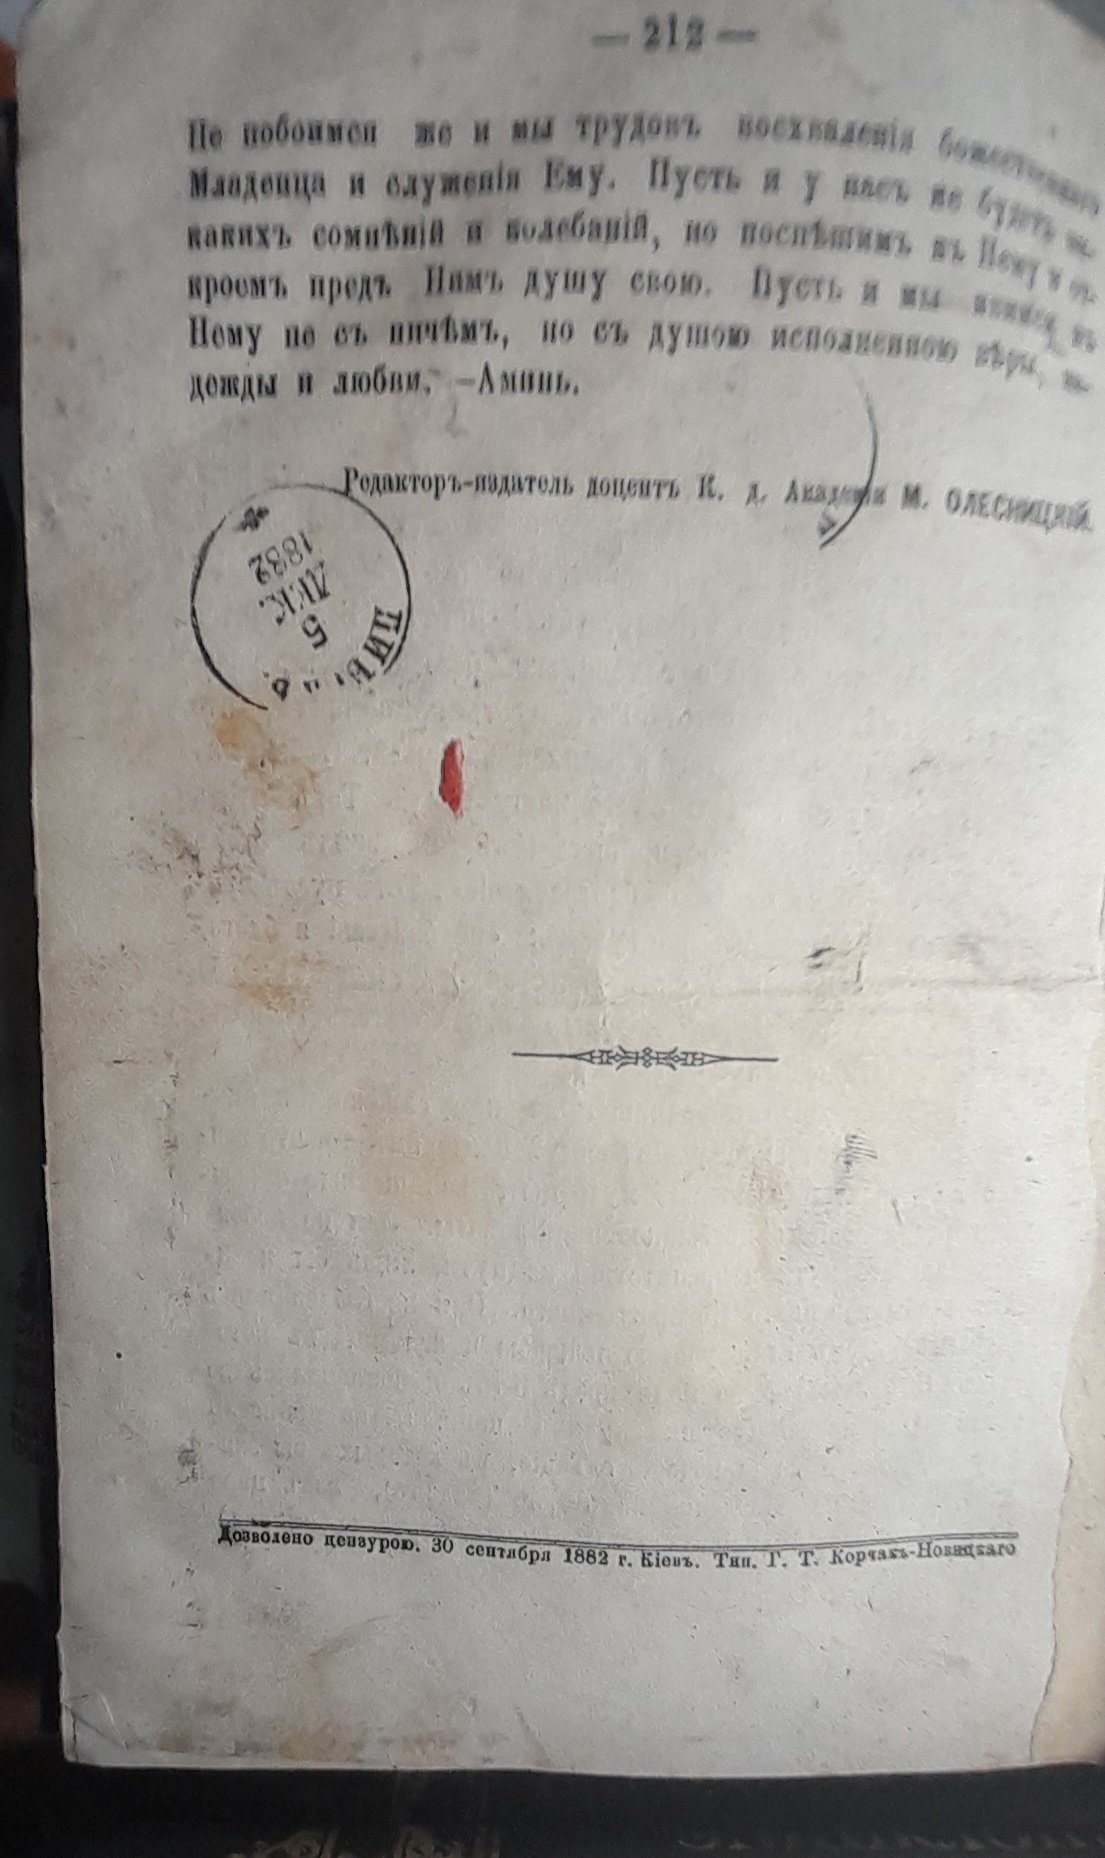 — 212 —
Не побоимся же и мы трудовъ восхваленія божественнаго
Младенца и служенія Ему. Пусть и у насъ не будетъ ни-
какихъ сомнѣній и колебаній, но поспѣшимъ къ Нему и от-
кроемъ предъ Нимъ душу свою. Пусть и мы явимся къ
Нему не съ ничѣмъ, но съ душою исполненною вѣры, на-
дежды и любви. —Аминь.
Редакторъ-издатель доцентъ К. д. Академіи М. ОЛЕСНИЦКІЙ.
1882
ДЕК.
5
Дозволено цензурою. 30 сентября 1882 г. Кіевъ. Тип. Г. Т. Корчакъ-Новицкаго